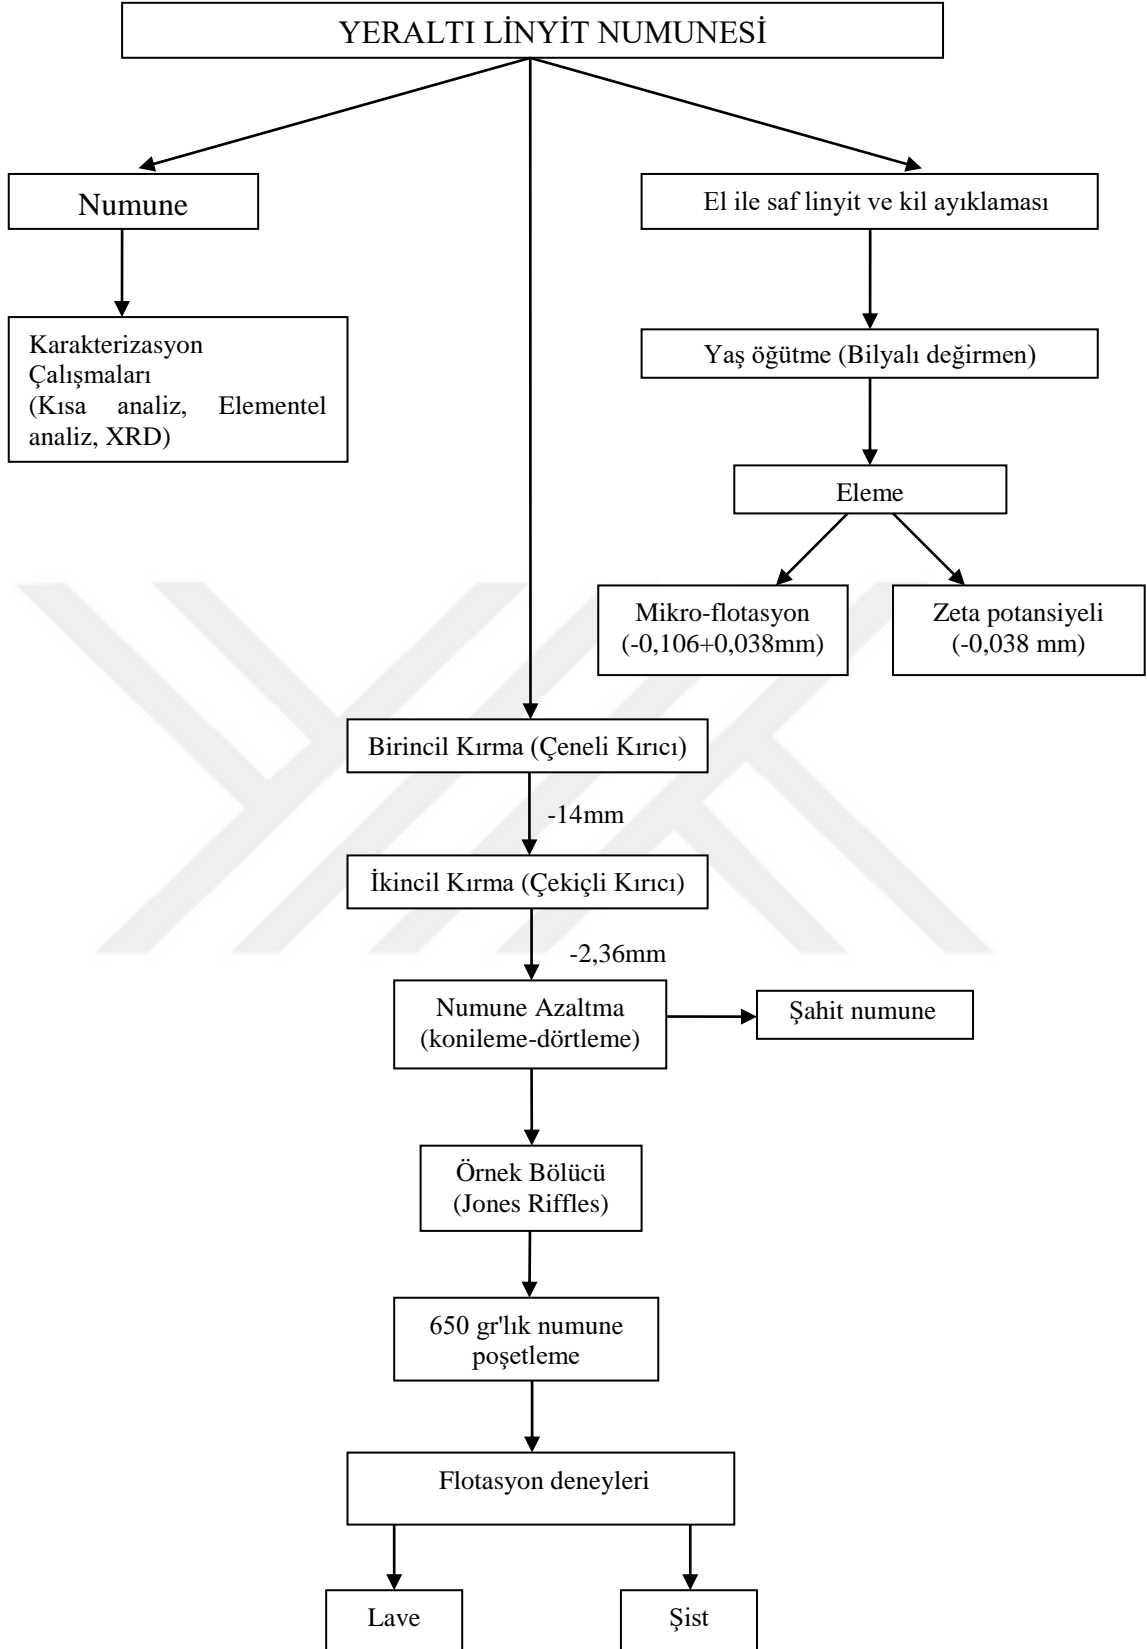 YERALTI LİNYİT NUMUNESİ
Numune
El ile saf linyit ve kil ayıklaması
Karakterizasyon
Çalışmaları
(Kısa analiz, Elementel
analiz, XRD)
Yaş öğütme (Bilyalı değirmen)
Eleme
Mikro-flotasyon
(-0,106+0,038mm)
Zeta potansiyeli
(-0,038 mm)
Birincil Kırma (Çeneli Kırıcı)
-14mm
İkincil Kırma (Çekiçli Kırıcı)
-2,36mm
Numune Azaltma
(konileme-dörtleme)
Şahit numune
Örnek Bölücü
(Jones Riffles)
650 gr'lık numune
poşetleme
Flotasyon deneyleri
Lave
Şist